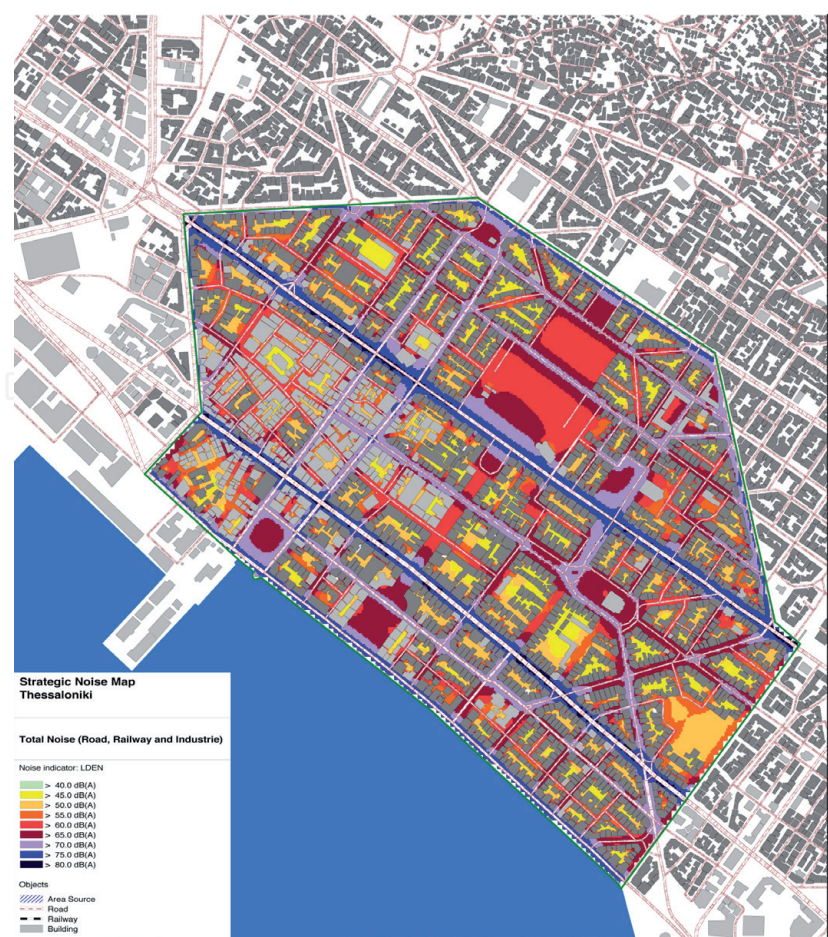 Strategic Noise Map
Thessaloniki
Total Noise (Road, Railway and Industrie)
Noise indicator: LDEN
> 40.0 dB(A)
> 45.0 dB(A)
> 50.0 dB(A)
> 55.0 dB(A)
> 60.0 dB(A)
> 65.0 dB(A)
> 70.0 dB(A)
> 75.0 dB(A)
> 80.0 dB(A)
Objects
Area Source
Road
Railway
Building